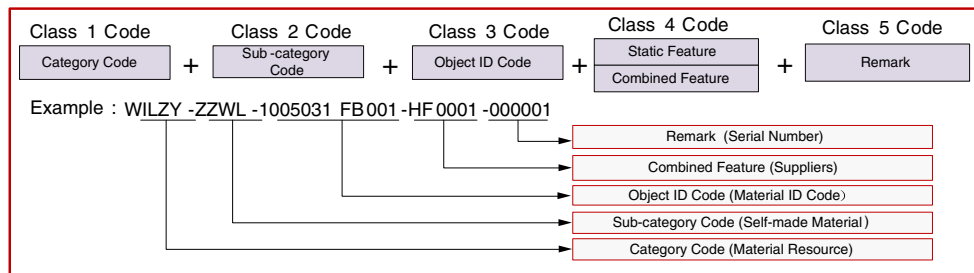 Class 1 Code Class 2 Code Class 3 Code Class 4 Code Class 5 Code
Category Code + Sub-category Code + Object ID Code + Static Feature Combined Feature + Remark
Example : WILZY -ZZWL -1005031 FB001 -HF0001 -000001
Remark (Serial Number)
Combined Feature (Suppliers)
Object ID Code (Material ID Code)
Sub-category Code (Self-made Material)
Category Code (Material Resource)